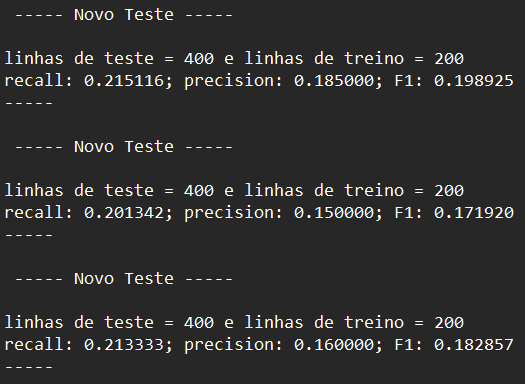 ----- Novo Teste -----
linhas de teste = 400 e linhas de treino = 200
recall: 0.215116; precision: 0.185000; F1: 0.198925
-----
----- Novo Teste -----
linhas de teste = 400 e linhas de treino = 200
recall: 0.201342; precision: 0.150000; F1: 0.171920
-----
----- Novo Teste -----
linhas de teste = 400 e linhas de treino = 200
recall: 0.213333; precision: 0.160000; F1: 0.182857
-----